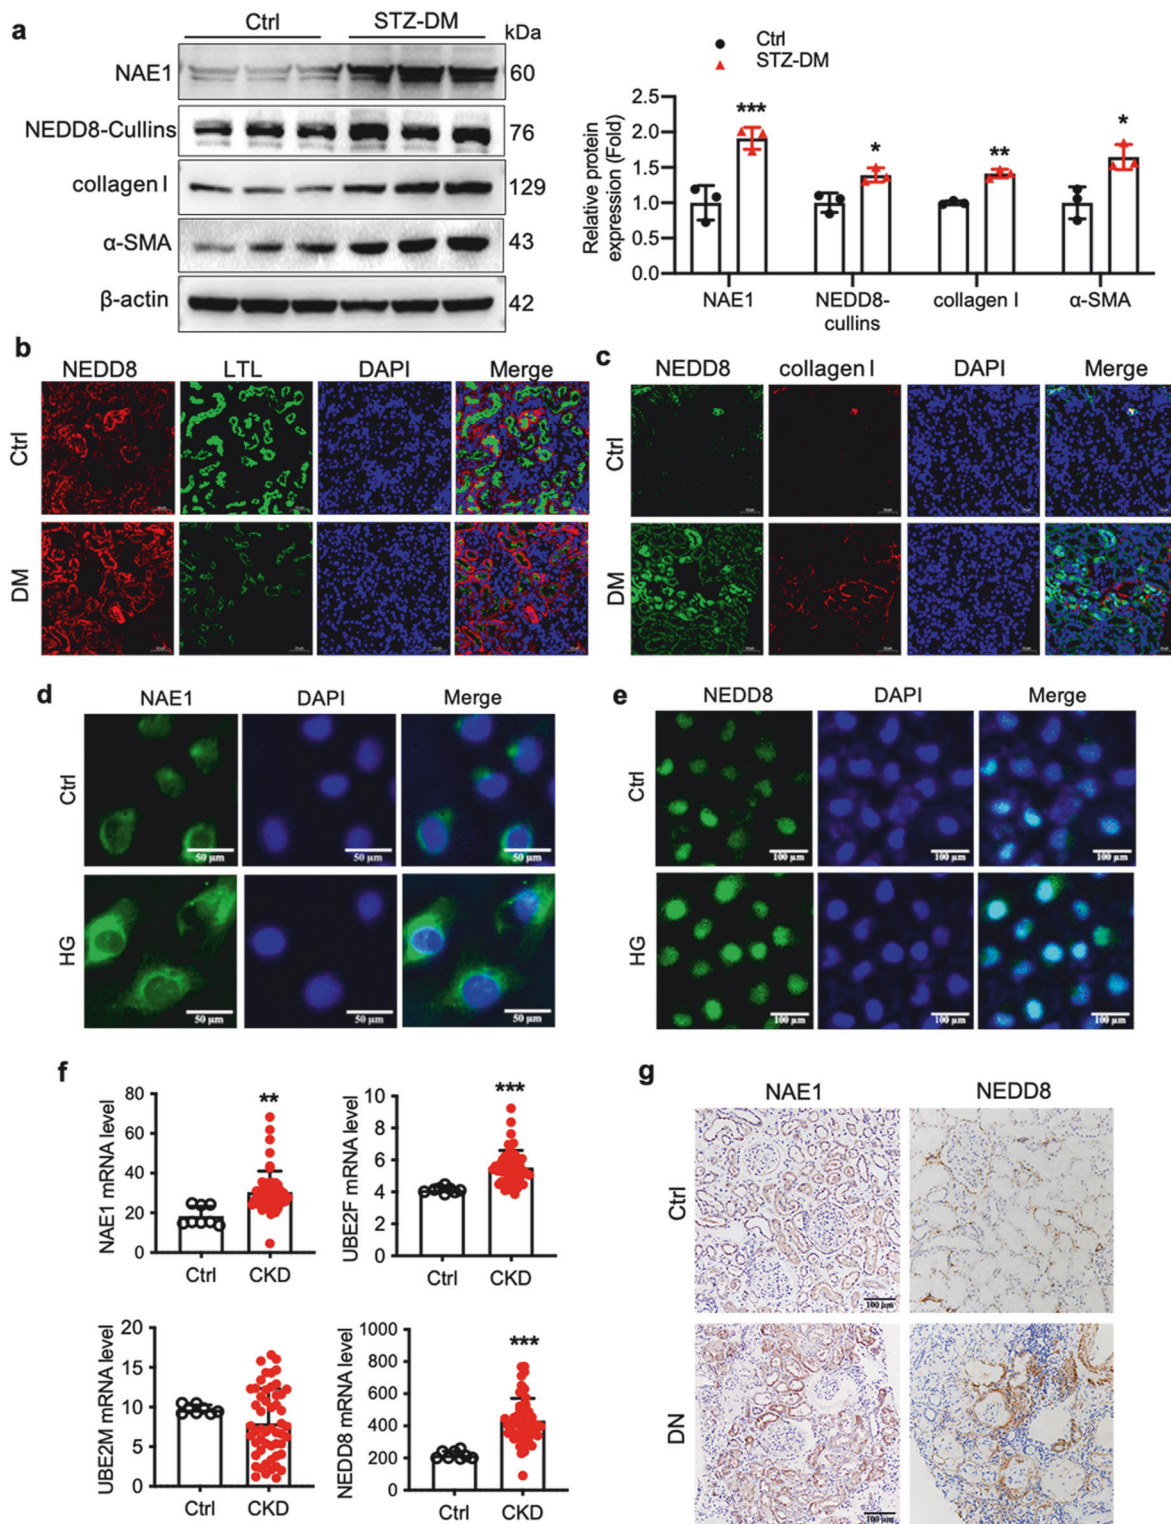 a
Ctrl STZ-DM kDa
NAE1 60
NEDD8-Cullins 76
collagen I 129
α-SMA 43
β-actin 42
Ctrl
STZ-DM
Relative protein
expression (Fold)
2.5
2.0
1.5
1.0
0.5
0.0
*** * ** *
NAE1 NEDD8-
cullins collagen I α-SMA
b
NEDD8 LTL DAPI Merge
Ctrl
DM
c
NEDD8 collagen I DAPI Merge
Ctrl
DM
d
NAE1 DAPI Merge
Ctrl
50 µm 50 µm 50 µm
HG
50 µm 50 µm 50 µm
e
NEDD8 DAPI Merge
Ctrl
100 µm 100 µm 100 µm
HG
100 µm 100 µm 100 µm
f
NAE1 mRNA level
80
60
40
20
0
**
Ctrl CKD
UBE2F mRNA level
10
8
6
4
2
0
***
Ctrl CKD
UBE2M mRNA level
20
15
10
5
0
Ctrl CKD
NEDD8 mRNA level
1000
800
600
400
200
0
***
Ctrl CKD
g
NAE1 NEDD8
Ctrl
100 µm
DN
100 µm